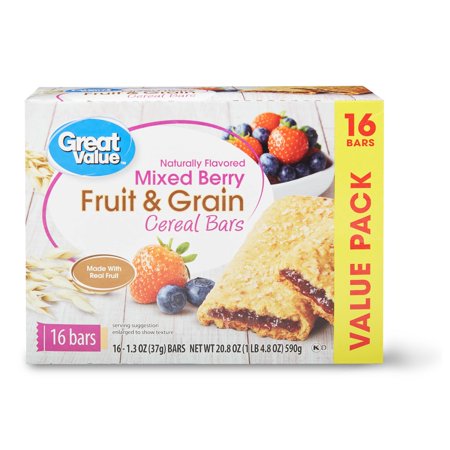 Great
Value™
Naturally Flavored
Mixed Berry
Fruit & Grain
Cereal Bars
Made With
Real Fruit
16 bars
serving suggestion
enlarged to show texture
16 - 1.3 OZ (37g) BARS NET WT 20.8 OZ (1 LB 4.8 OZ) 590g
K D
16
BARS
VALUE PACK